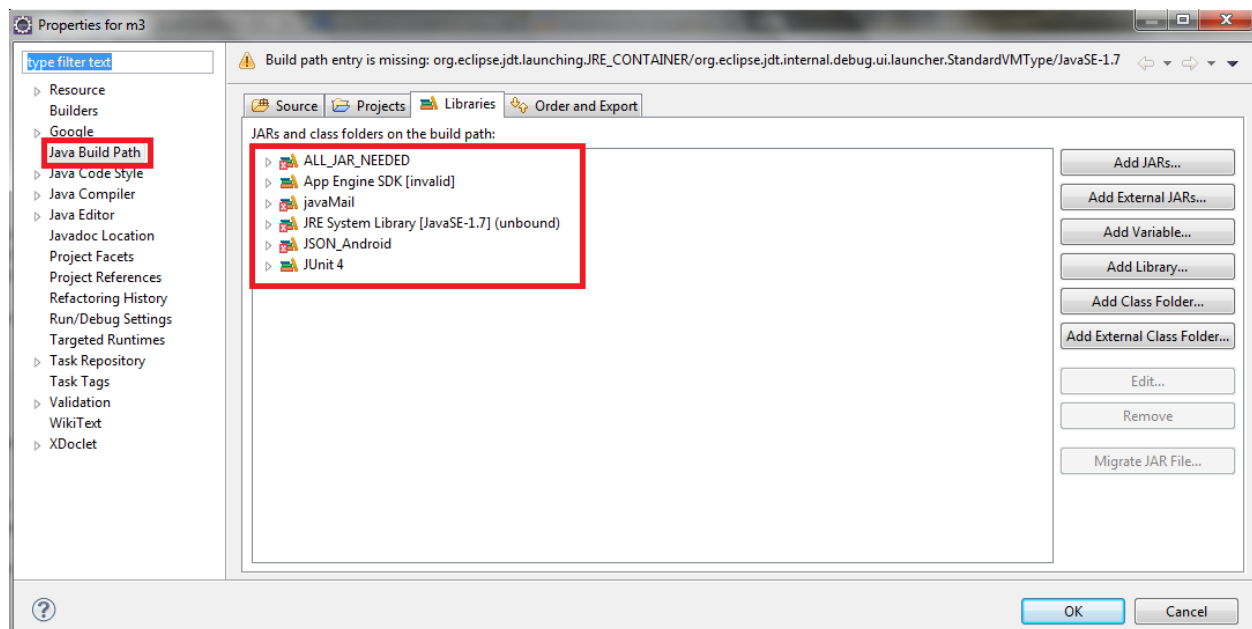 Properties for m3
type filter text
Resource
Builders
Google
Java Build Path
Java Code Style
Java Compiler
Java Editor
Javadoc Location
Project Facets
Project References
Refactoring History
Run/Debug Settings
Targeted Runtimes
Task Repository
Task Tags
Validation
WikiText
XDoclet
Build path entry is missing: org.eclipse.jdt.launching.JRE_CONTAINER/org.eclipse.jdt.internal.debug.ui.launcher.StandardVMType/JavaSE-1.7
Source Projects Libraries Order and Export
JARs and class folders on the build path:
ALL_JAR_NEEDED
App Engine SDK [invalid]
javaMail
JRE System Library [JavaSE-1.7] (unbound)
JSON_Android
JUnit 4
Add JARs...
Add External JARs...
Add Variable...
Add Library...
Add Class Folder...
Add External Class Folder...
Edit...
Remove
Migrate JAR File...
OK Cancel